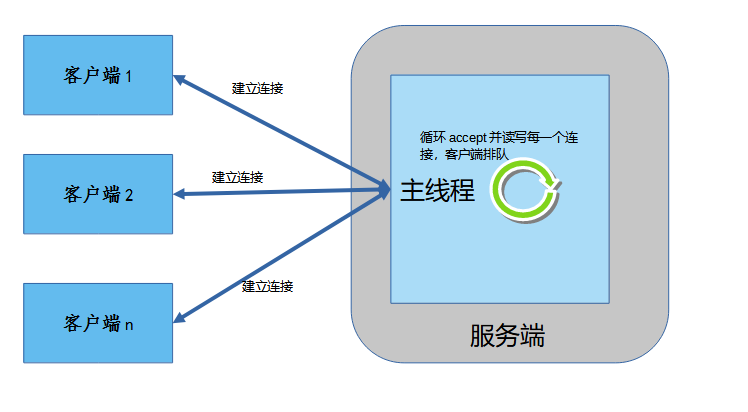 客户端 1
建立连接
循环 accept 并读写每一个连
接，客户端排队
客户端 2
建立连接
主线程
客户端 n
建立连接
服务端